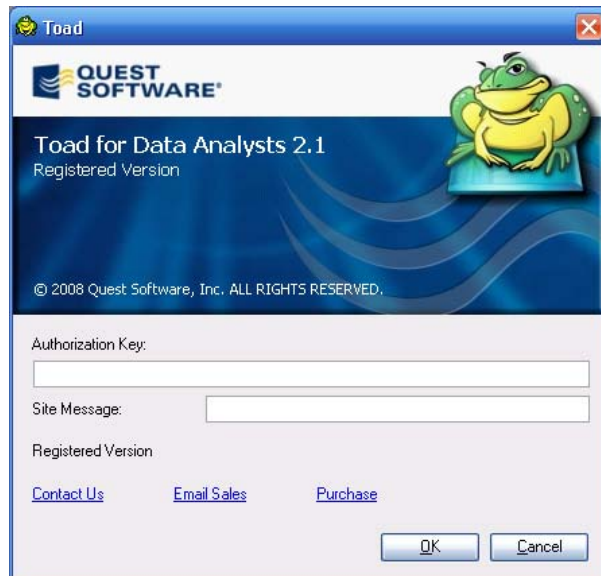 Toad
QUEST
SOFTWARE®
Toad for Data Analysts 2.1
Registered Version
© 2008 Quest Software, Inc. ALL RIGHTS RESERVED.
Authorization Key:
Site Message:
Registered Version
Contact Us Email Sales Purchase
OK Cancel